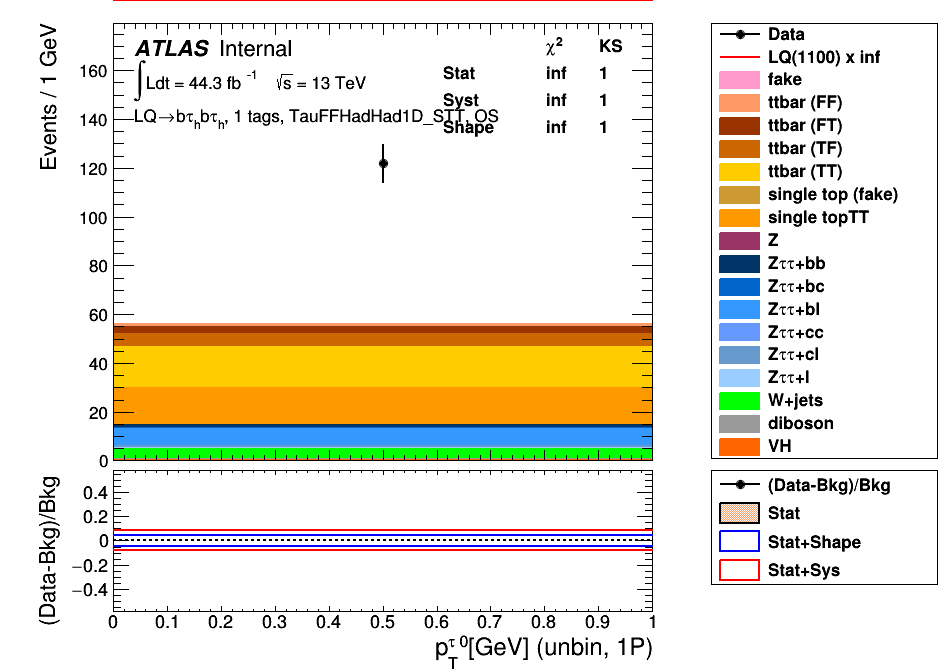 ATLAS Internal
∫Ldt = 44.3 fb⁻¹ √s = 13 TeV
LQ→bτₕbτₕ, 1 tags, TauFFHadHad1D_STT, OS
χ² KS
Stat inf 1
Syst inf 1
Shape inf 1
Events / 1 GeV
160
140
120
100
80
60
40
20
0
Data
LQ(1100) x inf
fake
ttbar (FF)
ttbar (FT)
ttbar (TF)
ttbar (TT)
single top (fake)
single topTT
Z
Zττ+bb
Zττ+bc
Zττ+bl
Zττ+cc
Zττ+cl
Zττ+l
W+jets
diboson
VH
(Data-Bkg)/Bkg
0.4
0.2
0
−0.2
−0.4
0 0.1 0.2 0.3 0.4 0.5 0.6 0.7 0.8 0.9 1
p_T^τ 0[GeV] (unbin, 1P)
(Data-Bkg)/Bkg
Stat
Stat+Shape
Stat+Sys